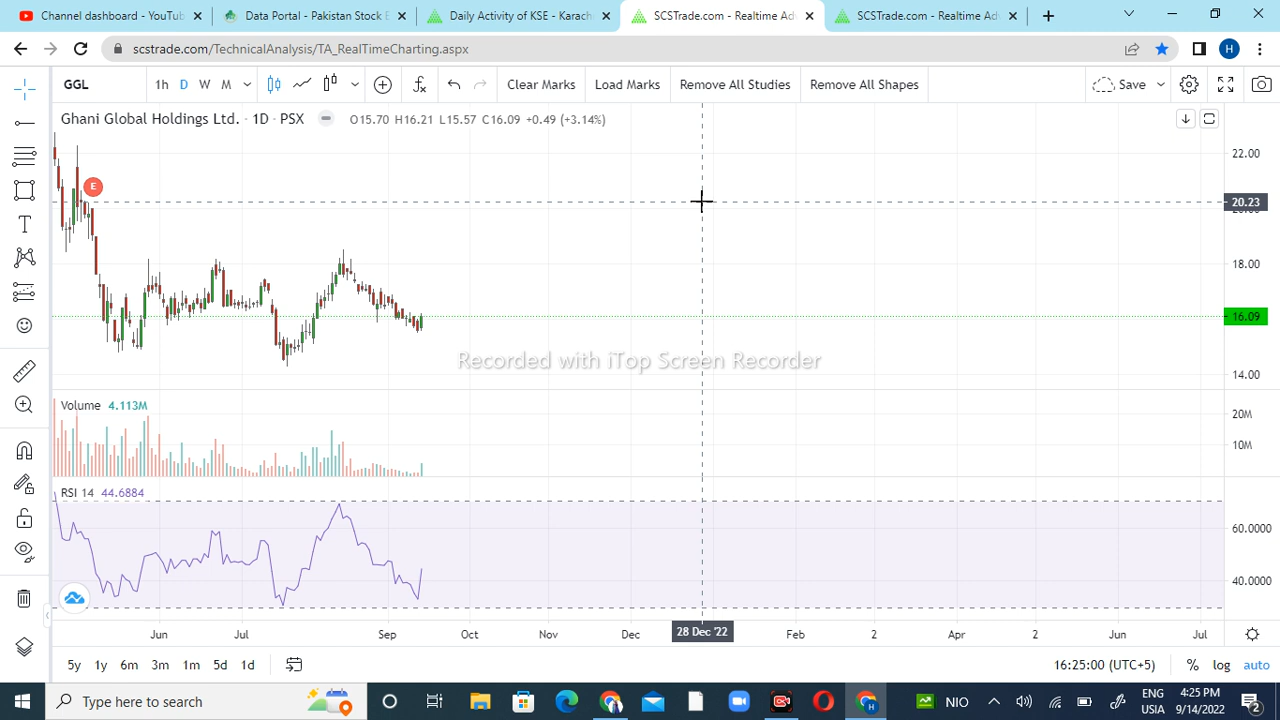 Channel dashboard - YouTub
Data Portal - Pakistan Stock E
Daily Activity of KSE - Karach
SCSTrade.com - Realtime Adv
SCSTrade.com - Realtime Adv
scstrade.com/TechnicalAnalysis/TA_RealTimeCharting.aspx
H
GGL
1h
D
W
M
Clear Marks
Load Marks
Remove All Studies
Remove All Shapes
Save
Ghani Global Holdings Ltd. · 1D · PSX
O15.70 H16.21 L15.57 C16.09 +0.49 (+3.14%)
E
22.00
20.23
18.00
16.09
14.00
Recorded with iTop Screen Recorder
Volume 4.113M
20M
10M
RSI 14 44.6884
60.0000
40.0000
Jun
Jul
Sep
Oct
Nov
Dec
28 Dec '22
Feb
2
Apr
2
Jun
Jul
5y
1y
6m
3m
1m
5d
1d
16:25:00 (UTC+5)
%
log
auto
Type here to search
H
NIO
ENG
USIA
4:25 PM
9/14/2022
2